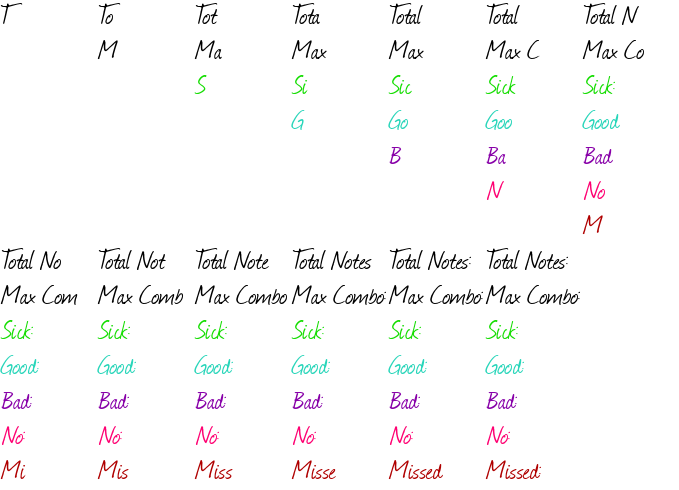 T To Tot Tota Total Total Total N
M Ma Max Max Max C Max Co
S Si Sic Sick Sick:
G Go Goo Good
B Ba Bad
N No
M
Total No Total Not Total Note Total Notes Total Notes: Total Notes:
Max Com Max Comb Max Combo Max Combo: Max Combo: Max Combo:
Sick: Sick: Sick: Sick: Sick: Sick:
Good: Good: Good: Good: Good: Good:
Bad: Bad: Bad: Bad: Bad: Bad:
No: No: No: No: No: No:
Mi Mis Miss Misse Missed Missed: